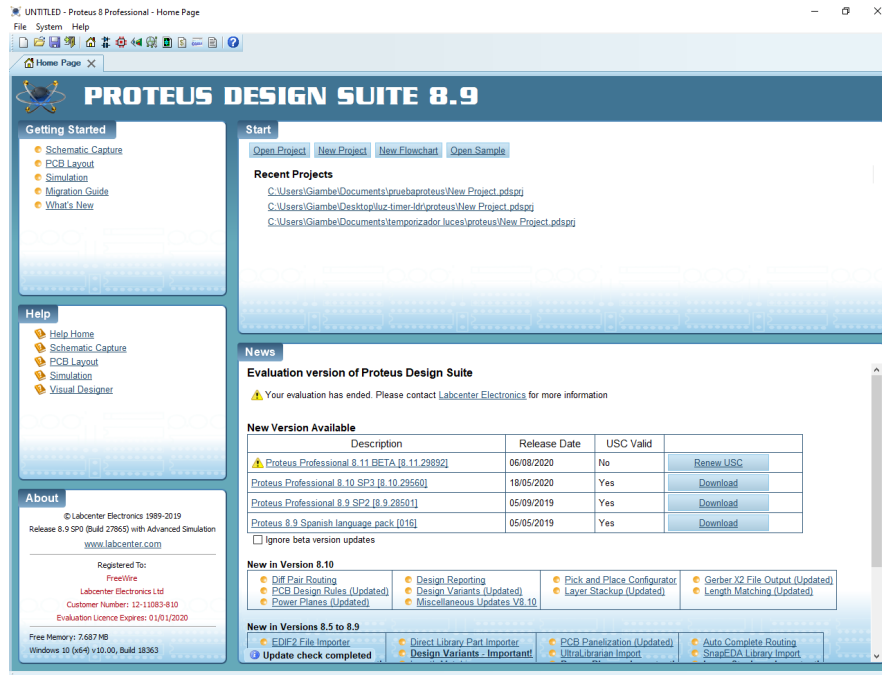 UNTITLED - Proteus 8 Professional - Home Page
File System Help
Home Page
PROTEUS DESIGN SUITE 8.9
Getting Started
Schematic Capture
PCB Layout
Simulation
Migration Guide
What's New
Help
Help Home
Schematic Capture
PCB Layout
Simulation
Visual Designer
About
© Labcenter Electronics 1989-2019
Release 8.9 SP0 (Build 27865) with Advanced Simulation
www.labcenter.com
Registered To:
FreeWire
Labcenter Electronics Ltd
Customer Number: 12-11083-810
Evaluation Licence Expires: 01/01/2020
Free Memory: 7.687 MB
Windows 10 (x64) v10.00, Build 18363
Start
Open Project New Project New Flowchart Open Sample
Recent Projects
C:\Users\Giambe\Documents\pruebaproteus\New Project.pdsprj
C:\Users\Giambe\Desktop\luz-timer-ldr\proteus\New Project.pdsprj
C:\Users\Giambe\Documents\temporizador luces\proteus\New Project.pdsprj
News
Evaluation version of Proteus Design Suite
Your evaluation has ended. Please contact Labcenter Electronics for more information
New Version Available
Description Release Date USC Valid
Proteus Professional 8.11 BETA [8.11.29892] 06/08/2020 No Renew USC
Proteus Professional 8.10 SP3 [8.10.29560] 18/05/2020 Yes Download
Proteus Professional 8.9 SP2 [8.9.28501] 05/09/2019 Yes Download
Proteus 8.9 Spanish language pack [016] 05/05/2019 Yes Download
Ignore beta version updates
New in Version 8.10
Diff Pair Routing Design Reporting Pick and Place Configurator Gerber X2 File Output (Updated)
PCB Design Rules (Updated) Design Variants (Updated) Layer Stackup (Updated) Length Matching (Updated)
Power Planes (Updated) Miscellaneous Updates V8.10
New in Versions 8.5 to 8.9
EDIF2 File Importer Direct Library Part Importer PCB Panelization (Updated) Auto Complete Routing
Update check completed Design Variants - Important! UltraLibrarian Import SnapEDA Library Import